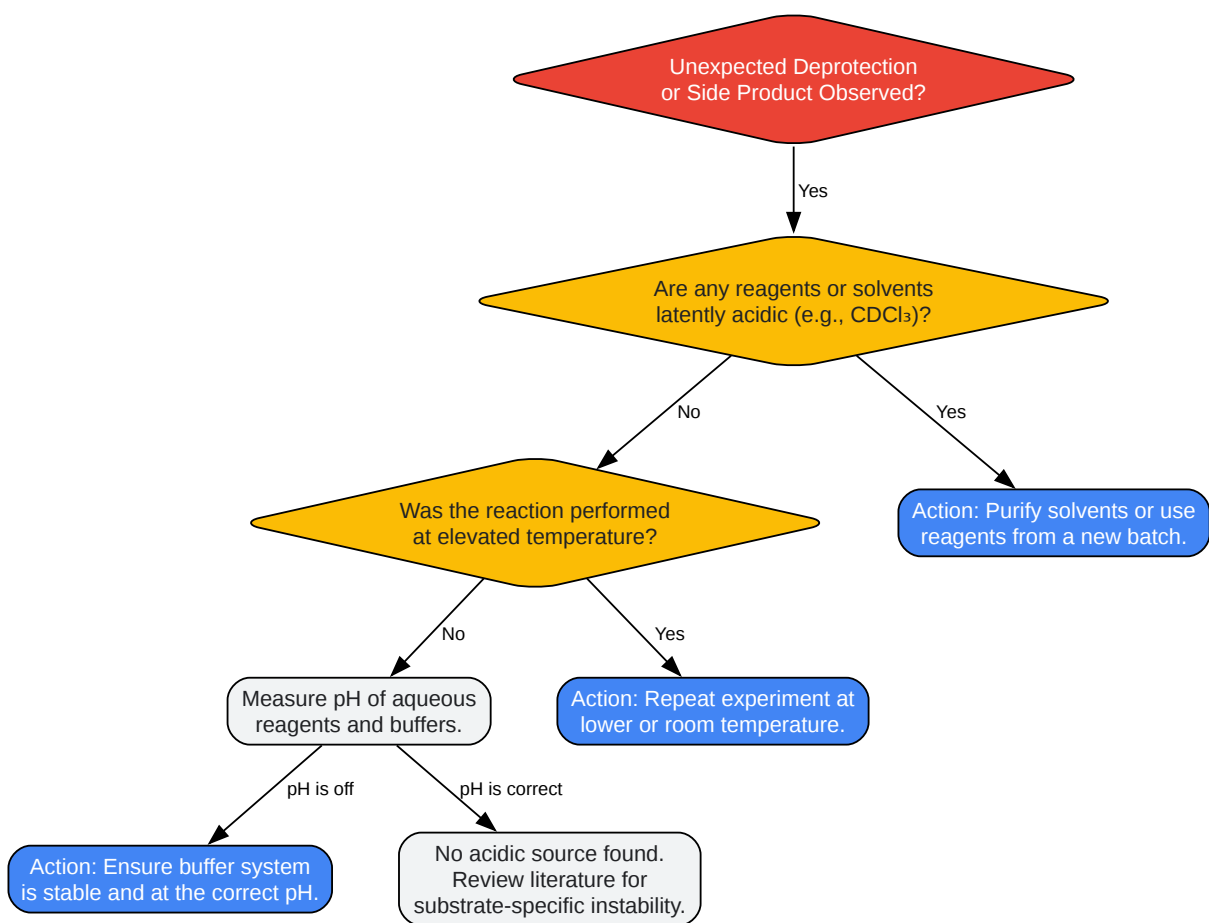 Unexpected Deprotection
or Side Product Observed?
Yes
Are any reagents or solvents
latently acidic (e.g., CDCl₃)?
No
Yes
Was the reaction performed
at elevated temperature?
Action: Purify solvents or use
reagents from a new batch.
No
Yes
Measure pH of aqueous
reagents and buffers.
Action: Repeat experiment at
lower or room temperature.
pH is off
pH is correct
Action: Ensure buffer system
is stable and at the correct pH.
No acidic source found.
Review literature for
substrate-specific instability.